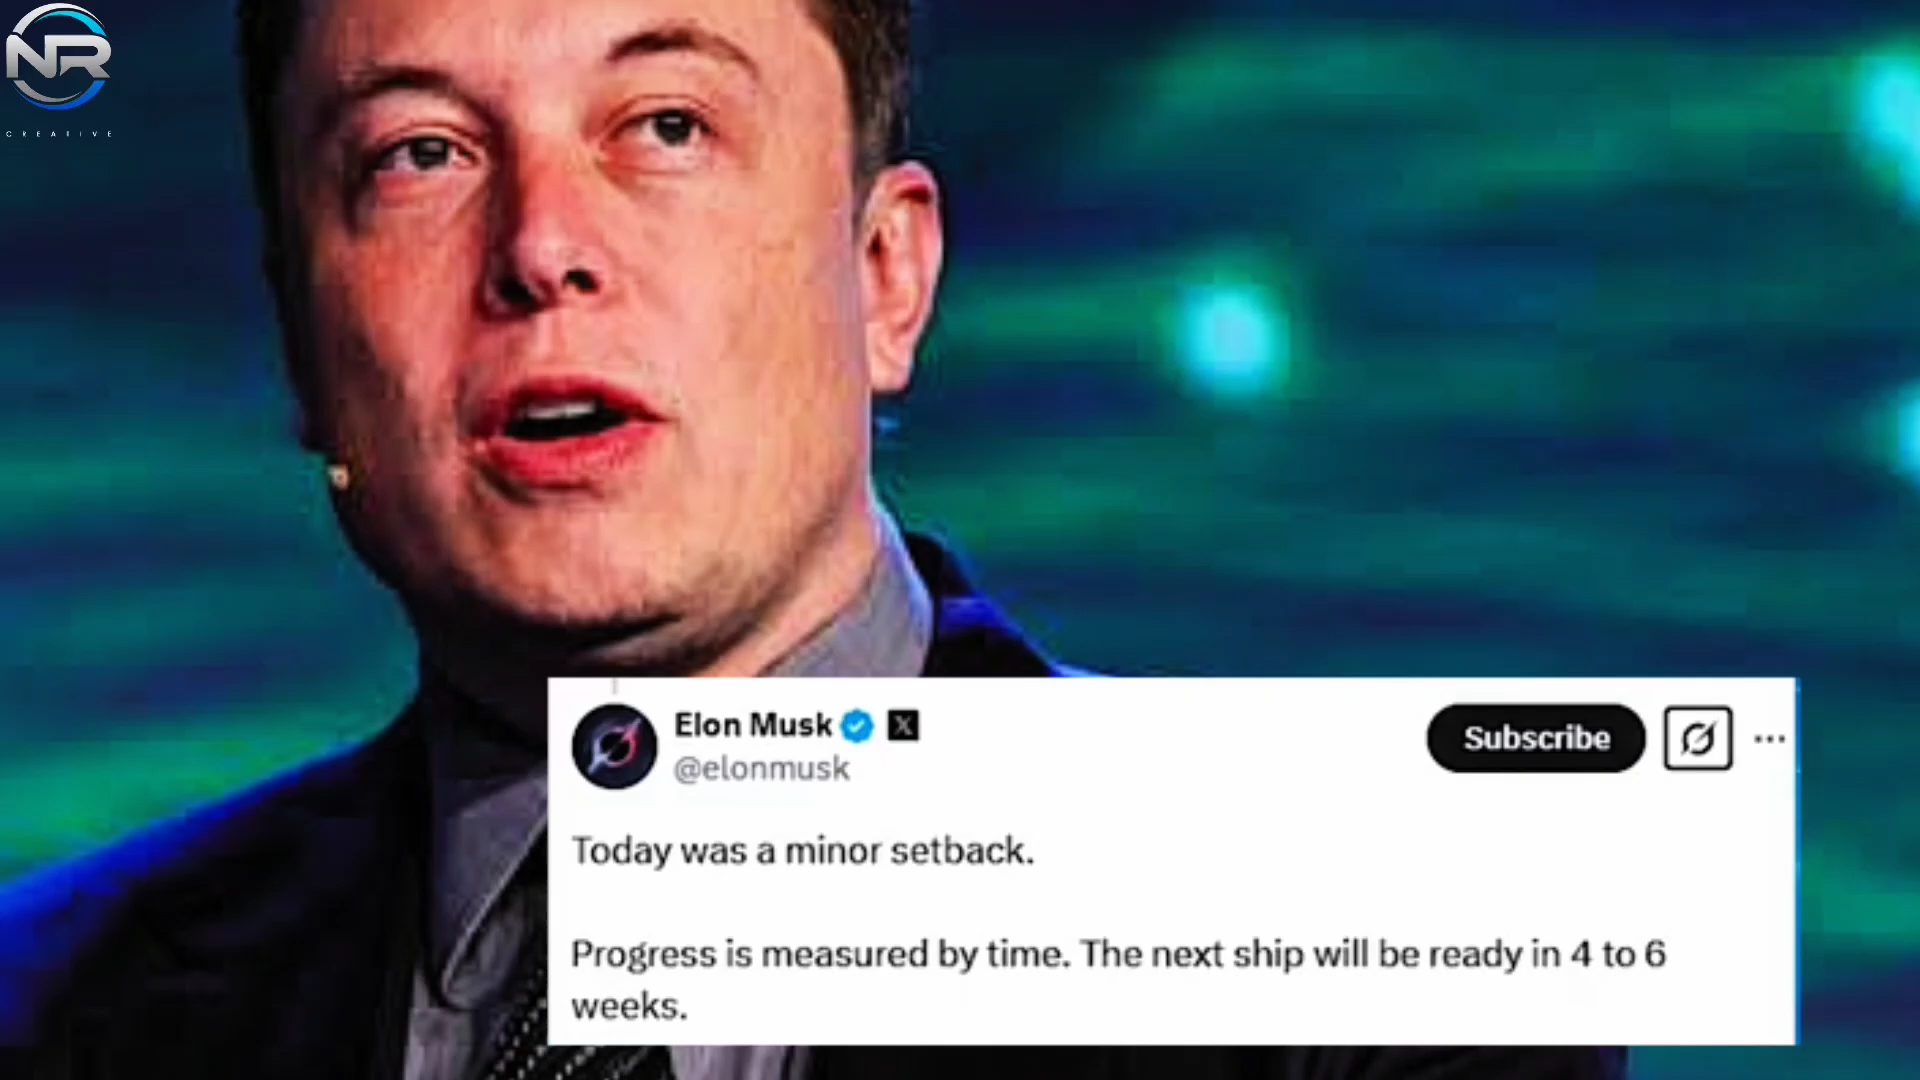 NR
CREATIVE
Elon Musk
@elonmusk
Subscribe
Today was a minor setback.
Progress is measured by time. The next ship will be ready in 4 to 6
weeks.